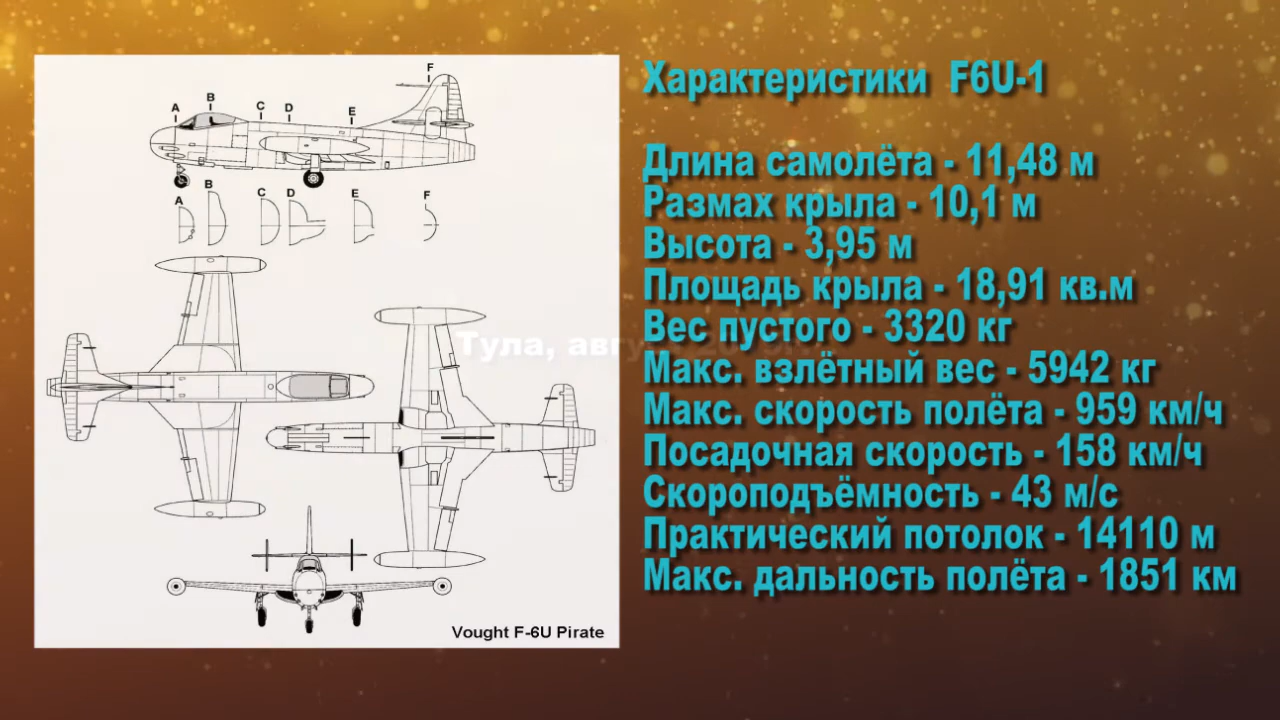 Характеристики F6U-1
Длина самолёта - 11,48 м
Размах крыла - 10,1 м
Высота - 3,95 м
Площадь крыла - 18,91 кв.м
Вес пустого - 3320 кг
Макс. взлётный вес - 5942 кг
Макс. скорость полёта - 959 км/ч
Посадочная скорость - 158 км/ч
Скороподъёмность - 43 м/с
Практический потолок - 14110 м
Макс. дальность полёта - 1851 км
F
A B C D E
A B C D E F
Тула,
Vought F-6U Pirate